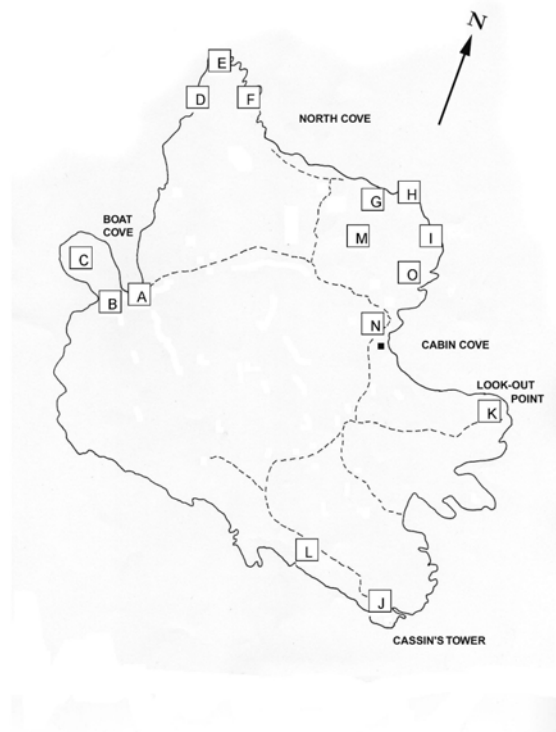 N
E
D
F
NORTH COVE
H
G
BOAT
COVE
M
I
C
O
A
B
N
CABIN COVE
LOOK-OUT
POINT
K
L
J
CASSIN'S TOWER